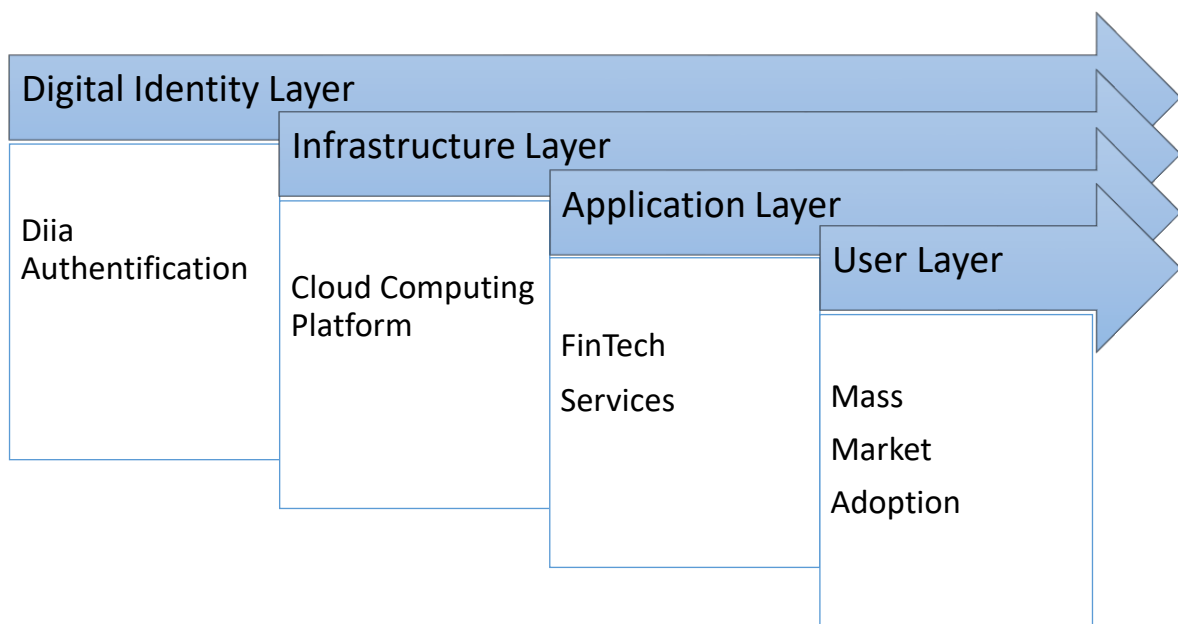 Digital Identity Layer
Infrastructure Layer
Application Layer
User Layer
Diia
Authentification
Cloud Computing
Platform
FinTech
Services
Mass
Market
Adoption